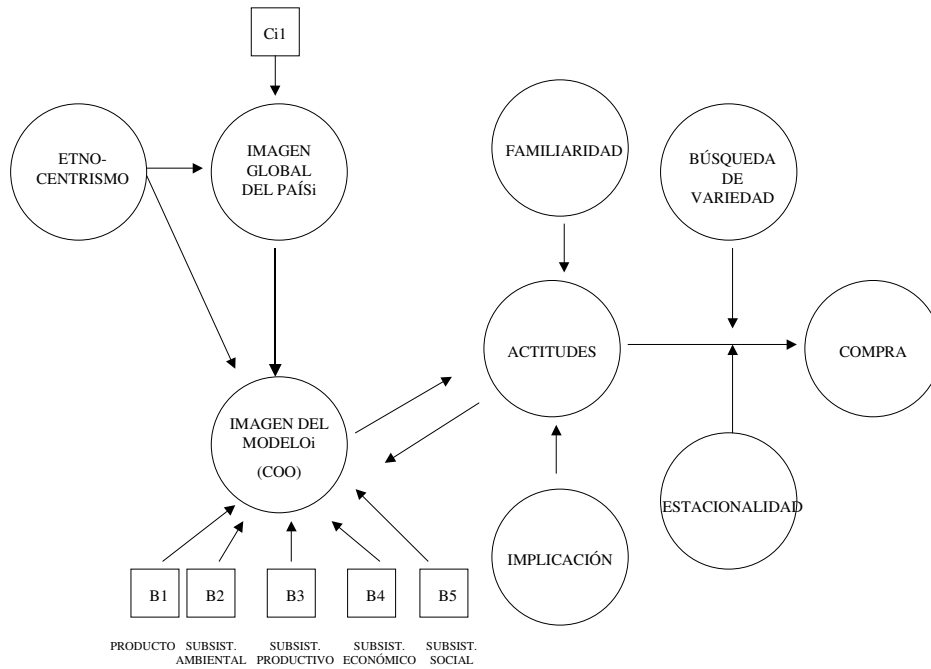 Ci1
ETNO-
CENTRISMO
IMAGEN
GLOBAL
DEL PAÍSi
FAMILIARIDAD
BÚSQUEDA
DE
VARIEDAD
ACTITUDES
COMPRA
IMAGEN DEL
MODELOi
(COO)
IMPLICACIÓN
ESTACIONALIDAD
B1
B2
B3
B4
B5
PRODUCTO
SUBSIST.
AMBIENTAL
SUBSIST.
PRODUCTIVO
SUBSIST.
ECONÓMICO
SUBSIST.
SOCIAL